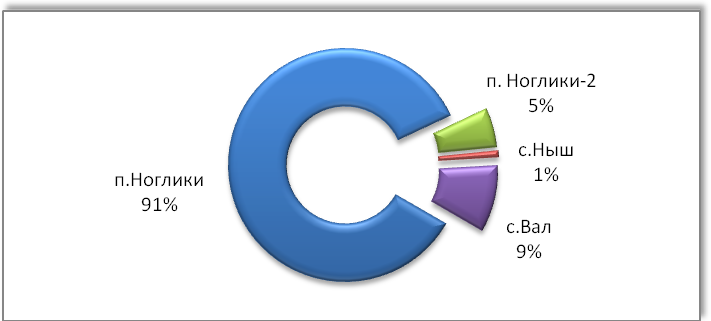 п. Ноглики-2
5%
с.Ныш
1%
п.Ноглики
91%
с.Вал
9%